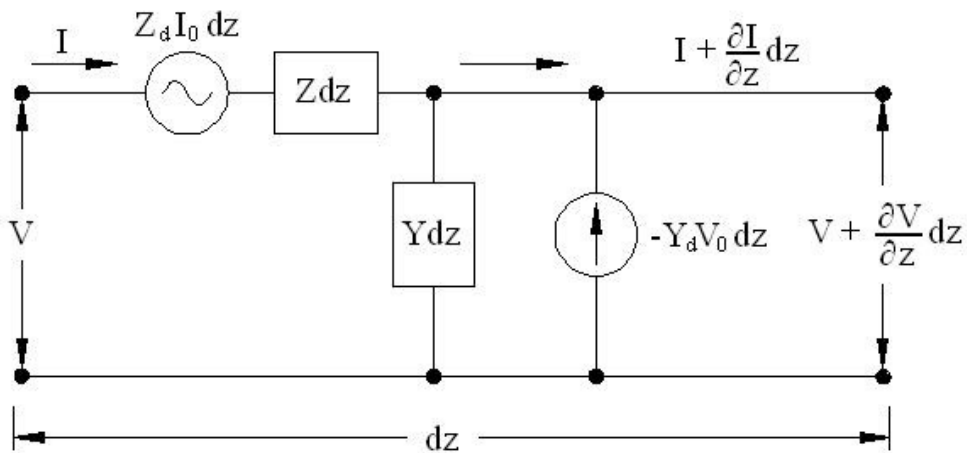 Z_d I_0 dz
I
I + ∂I/∂z dz
Zdz
V
Ydz
-Y_d V_0 dz
V + ∂V/∂z dz
dz